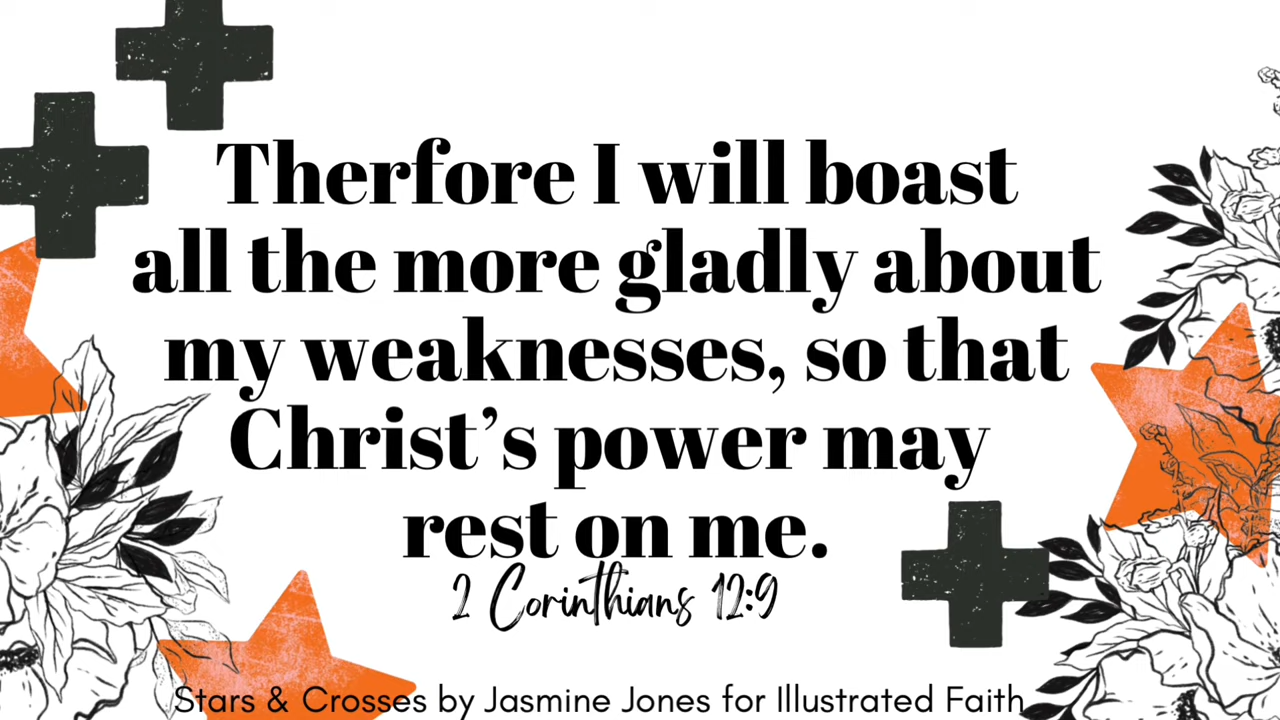 Therfore I will boast
all the more gladly about
my weaknesses, so that
Christ’s power may
rest on me.
2 Corinthians 12:9
Stars & Crosses by Jasmine Jones for Illustrated Faith